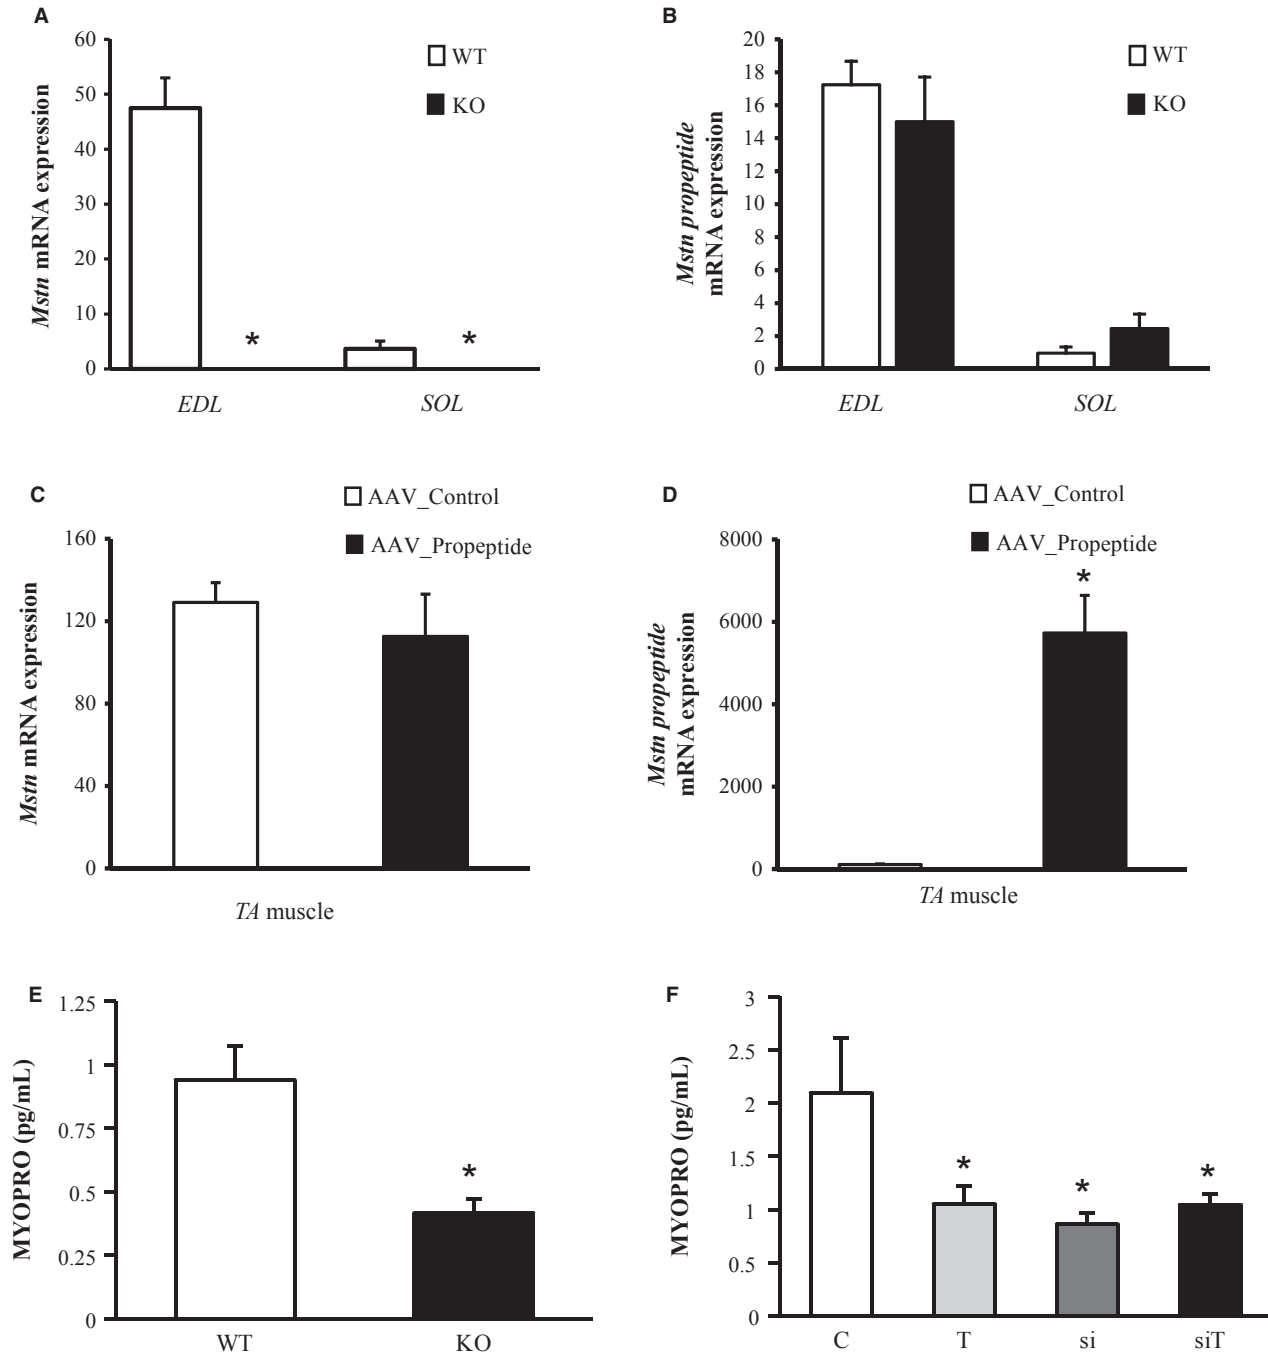 A
60
50
40
30
20
10
0
Mstn mRNA expression
WT
KO
*
*
EDL
SOL
B
20
18
16
14
12
10
8
6
4
2
0
Mstn propeptide
mRNA expression
WT
KO
EDL
SOL
C
AAV_Control
AAV_Propeptide
160
120
80
40
0
Mstn mRNA expression
TA muscle
D
AAV_Control
AAV_Propeptide
8000
6000
4000
2000
0
Mstn propeptide
mRNA expression
*
TA muscle
E
1.25
1
0.75
0.5
0.25
0
MYOPRO (pg/mL)
*
WT
KO
F
3
2.5
2
1.5
1
0.5
0
MYOPRO (pg/mL)
*
*
*
C
T
si
siT